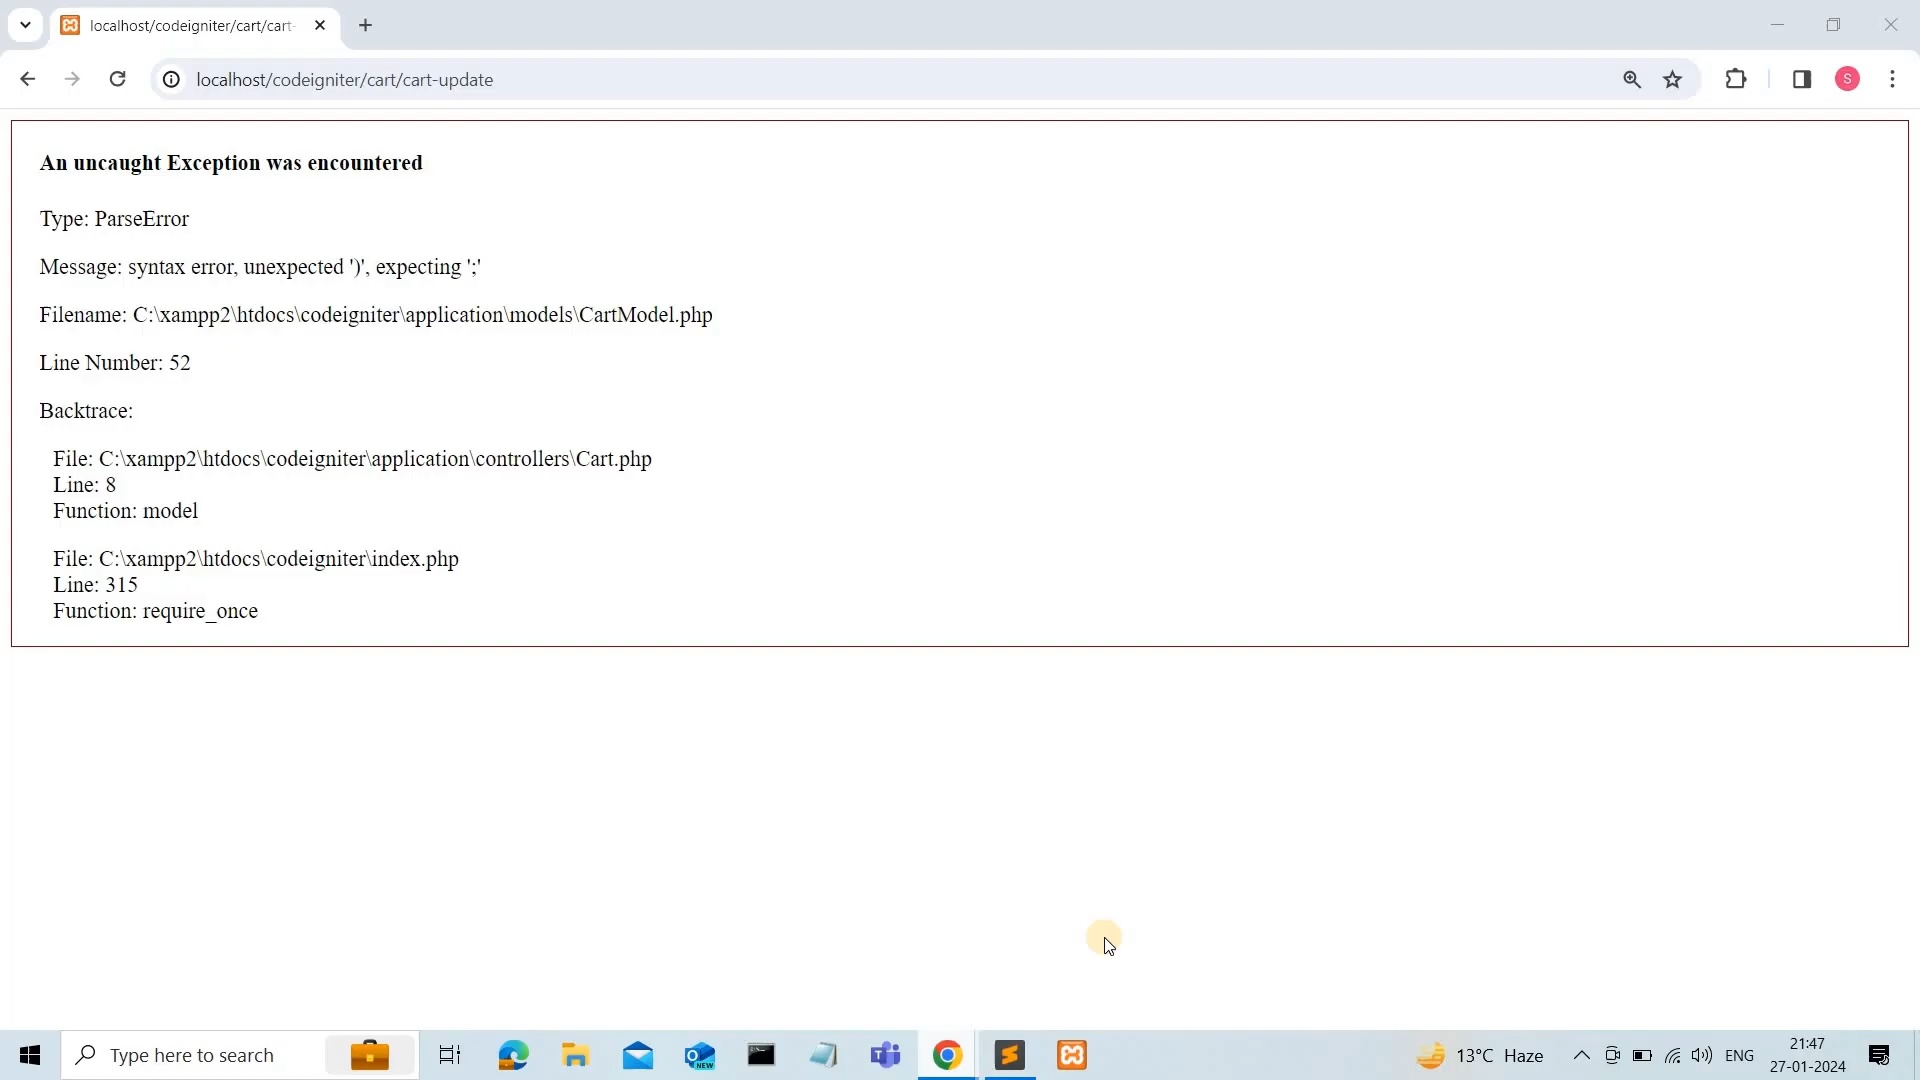 localhost/codeigniter/cart/cart-
localhost/codeigniter/cart/cart-update
S
An uncaught Exception was encountered
Type: ParseError
Message: syntax error, unexpected ')', expecting ';'
Filename: C:\xampp2\htdocs\codeigniter\application\models\CartModel.php
Line Number: 52
Backtrace:
File: C:\xampp2\htdocs\codeigniter\application\controllers\Cart.php
Line: 8
Function: model
File: C:\xampp2\htdocs\codeigniter\index.php
Line: 315
Function: require_once
Type here to search
NEW
13°C Haze
ENG
21:47
27-01-2024